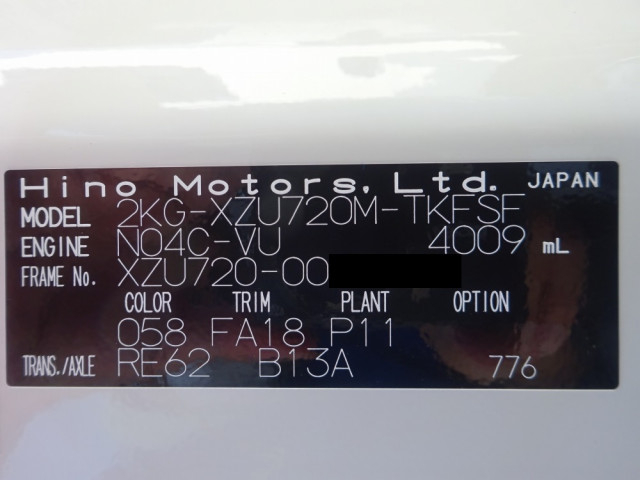 Hino Motors, Ltd. JAPAN
MODEL 2KG-XZU720M-TKFSF
ENGINE N04C-VU 4009 mL
FRAME No. XZU720-00
COLOR TRIM PLANT OPTION
058 FA18 P11
TRANS./AXLE RE62 B13A 776